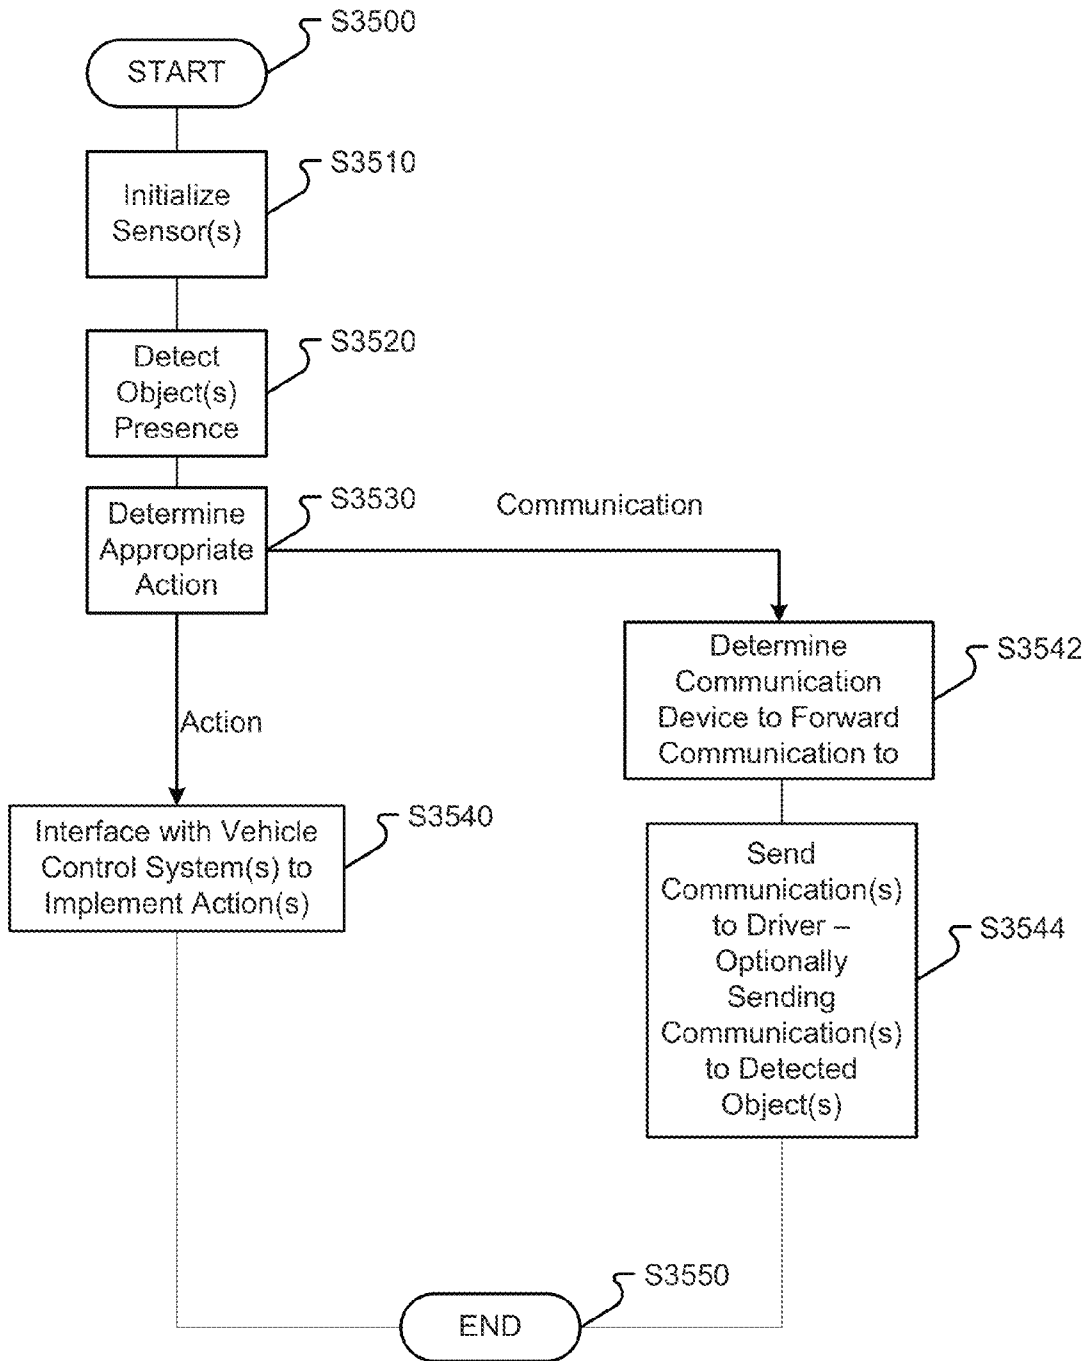 S3500
START
S3510
Initialize
Sensor(s)
S3520
Detect
Object(s)
Presence
S3530
Determine
Appropriate
Action
Communication
S3542
Determine
Communication
Device to Forward
Communication to
Action
S3540
Interface with Vehicle
Control System(s) to
Implement Action(s)
Send
Communication(s)
to Driver –
Optionally
Sending
Communication(s)
to Detected
Object(s)
S3544
S3550
END